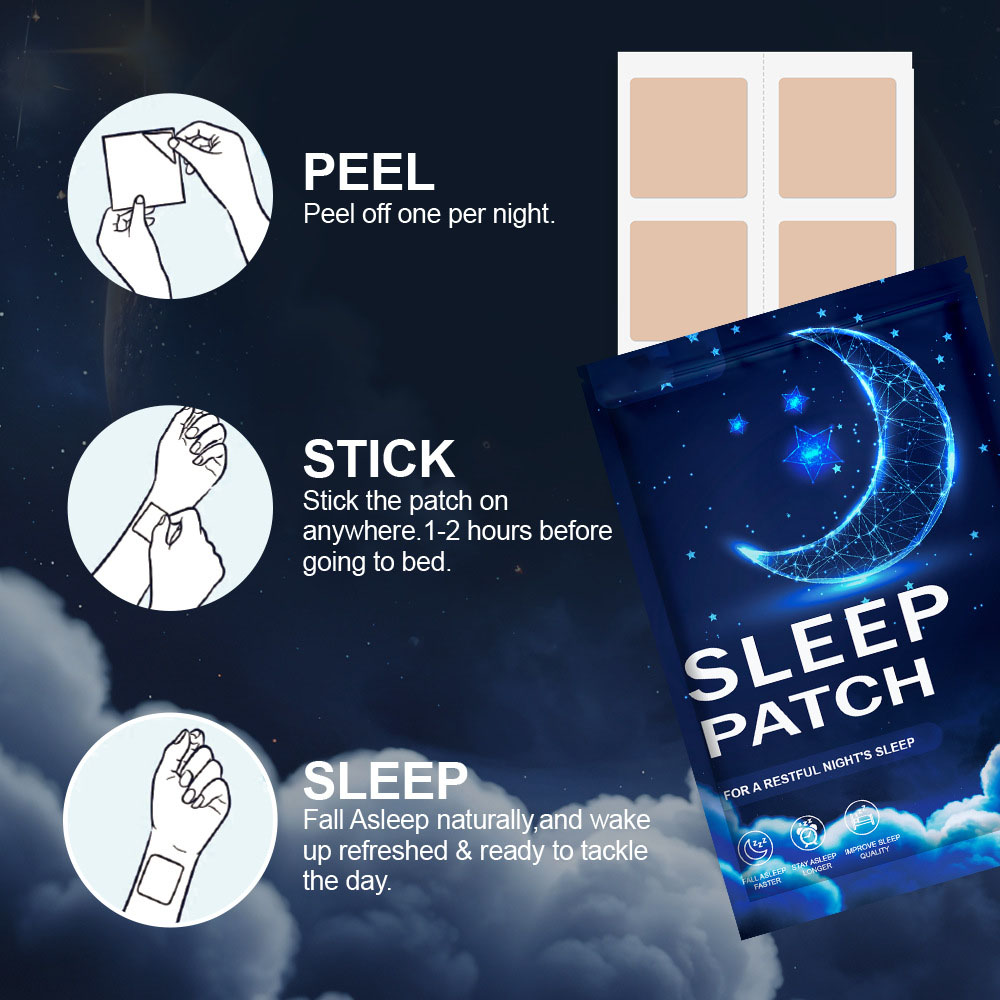 PEEL
Peel off one per night.
STICK
Stick the patch on
anywhere.1-2 hours before
going to bed.
SLEEP
Fall Asleep naturally,and wake
up refreshed & ready to tackle
the day.
SLEEP
PATCH
FOR A RESTFUL NIGHT'S SLEEP
zzz
FALL ASLEEP
FASTER
STAY ASLEEP
LONGER
IMPROVE SLEEP
QUALITY